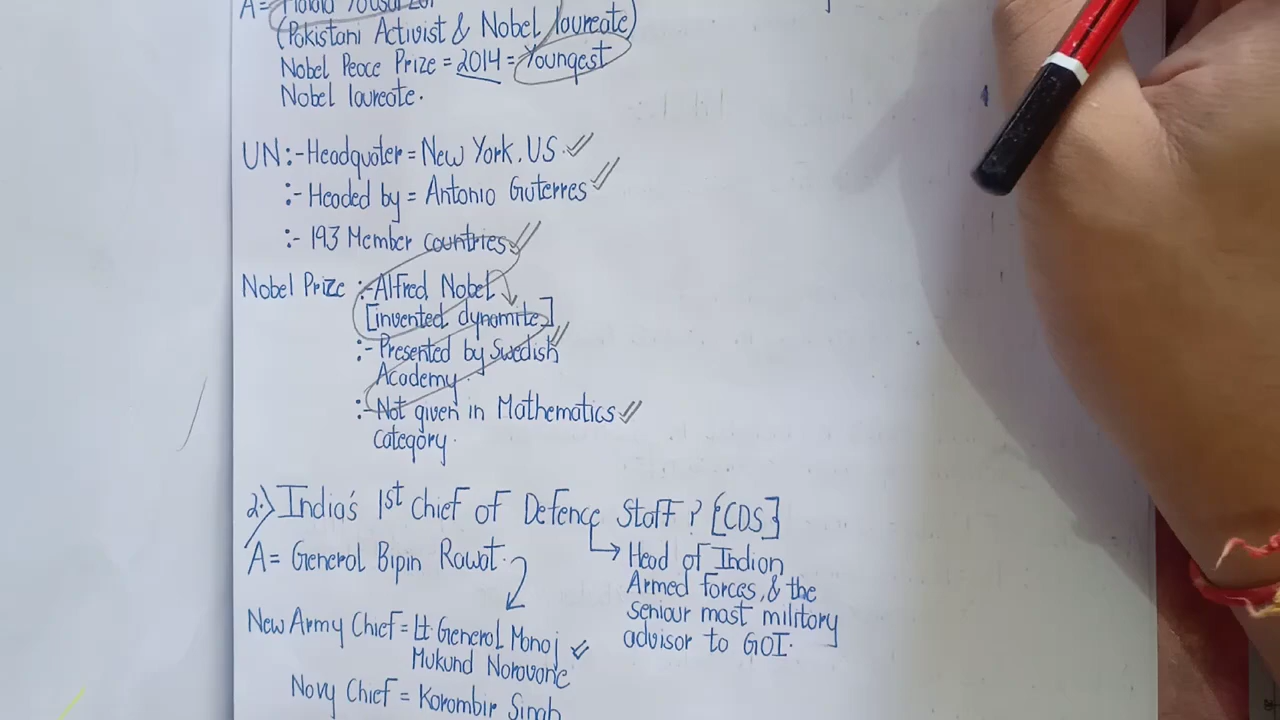 A= Malala Yousafzai
(Pakistani Activist & Nobel laureate)
Nobel Peace Prize = 2014 = Youngest
Nobel laureate.
UN:- Headquater = New York, US
:- Headed by = Antonio Guterres
:- 193 Member countries
Nobel Prize :- Alfred Nobel
[invented dynamite]
:- Presented by Swedish
Academy.
:- Not given in Mathematics
category.
2.) India's 1st Chief of Defence Staff? [CDS]
A= General Bipin Rawat.
Head of Indian
Armed forces, & the
seniour most military
advisor to GOI.
New Army Chief = Lt. General Manoj
Mukund Naravane
Navy Chief = Karambir Singh